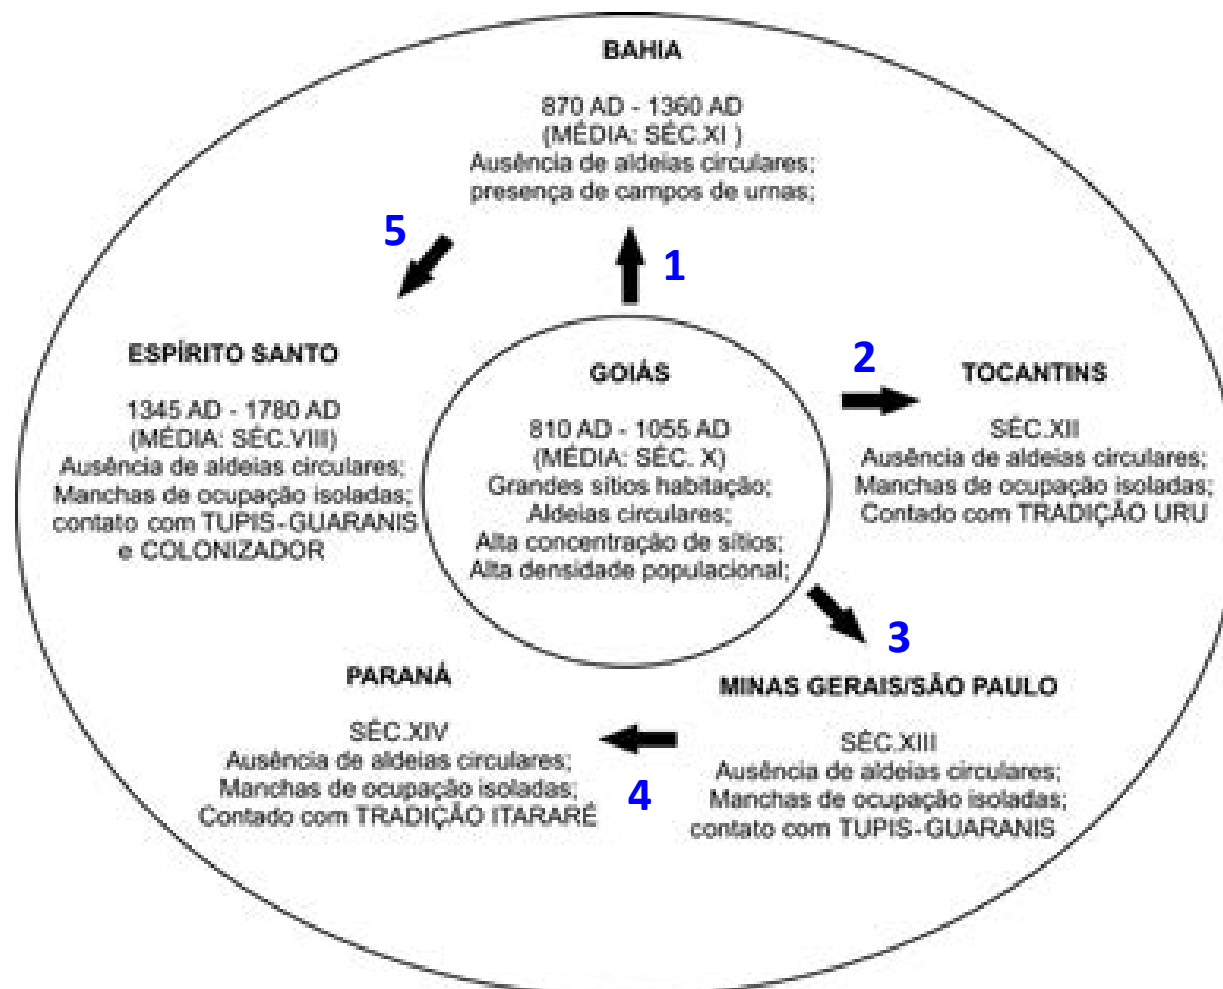 BAHIA
870 AD - 1360 AD
(MÉDIA: SÉC.XI )
Ausência de aldeias circulares;
presença de campos de urnas;
5
1
ESPÍRITO SANTO
1345 AD - 1780 AD
(MÉDIA: SÉC.VIII)
Ausência de aldeias circulares;
Manchas de ocupação isoladas;
contato com TUPIS-GUARANIS
e COLONIZADOR
GOIÁS
810 AD - 1055 AD
(MÉDIA: SÉC. X)
Grandes sítios habitação;
Aldeias circulares;
Alta concentração de sítios;
Alta densidade populacional;
2
TOCANTINS
SÉC.XII
Ausência de aldeias circulares;
Manchas de ocupação isoladas;
Contado com TRADIÇÃO URU
3
PARANÁ
SÉC.XIV
Ausência de aldeias circulares;
Manchas de ocupação isoladas;
Contado com TRADIÇÃO ITARARÉ
4
MINAS GERAIS/SÃO PAULO
SÉC.XIII
Ausência de aldeias circulares;
Manchas de ocupação isoladas;
contato com TUPIS-GUARANIS